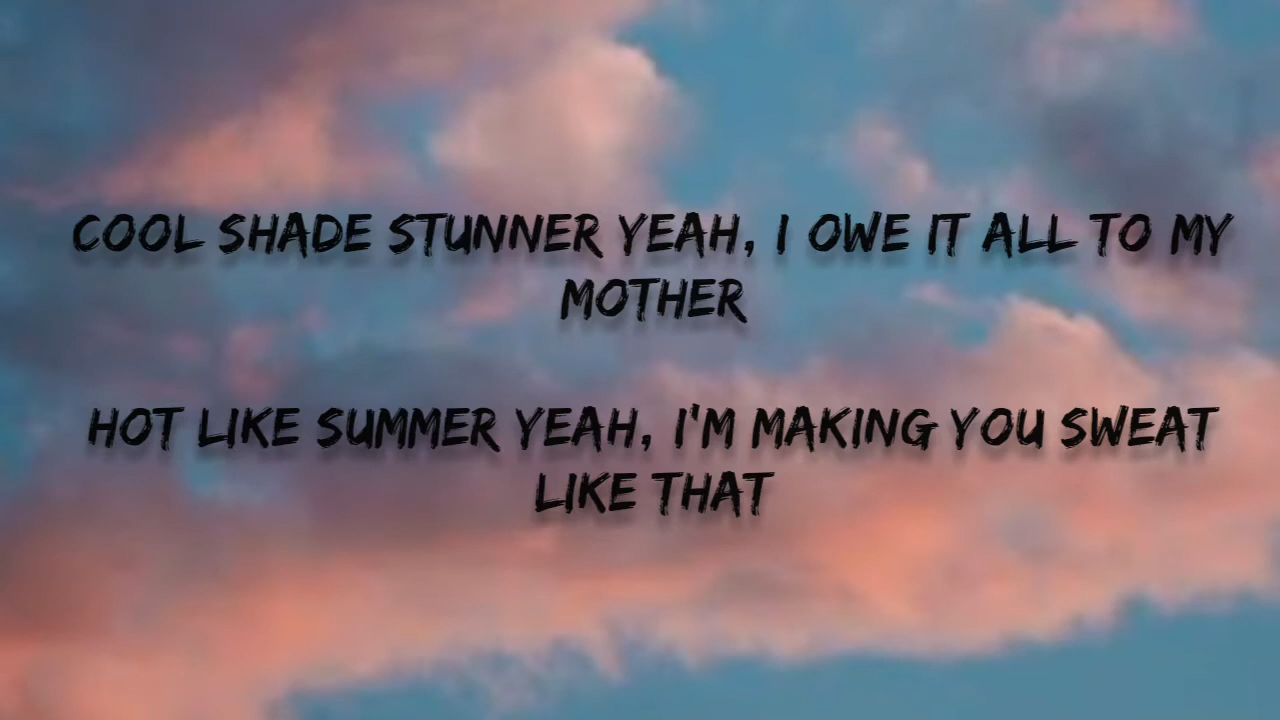 COOL SHADE STUNNER YEAH, I OWE IT ALL TO MY
MOTHER
HOT LIKE SUMMER YEAH, I'M MAKING YOU SWEAT
LIKE THAT